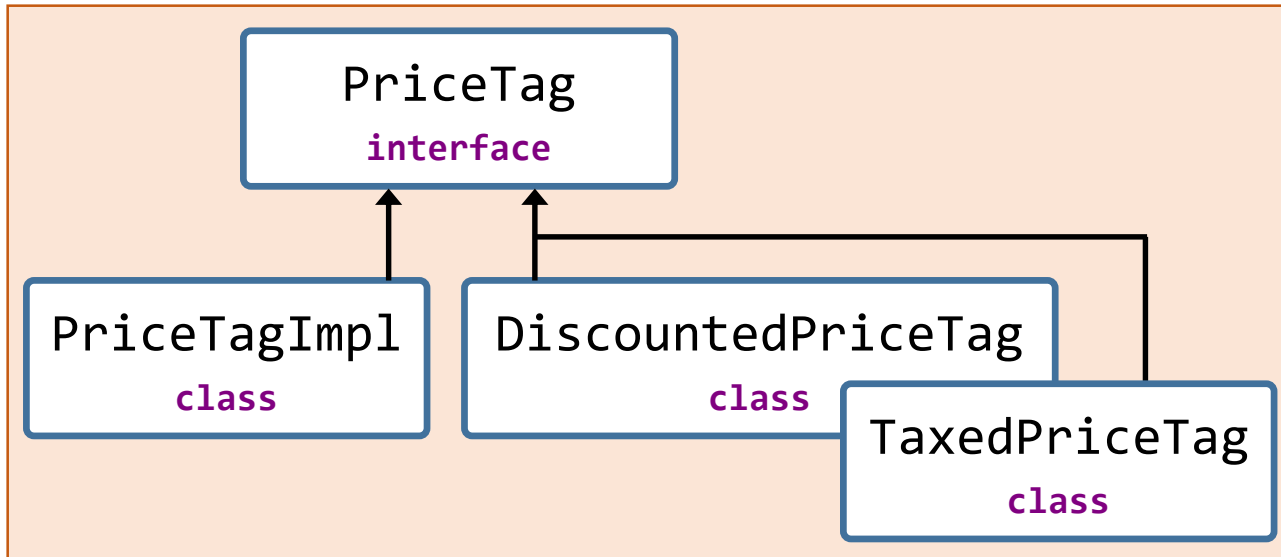 PriceTag
interface
PriceTagImpl
class
DiscountedPriceTag
class
TaxedPriceTag
class